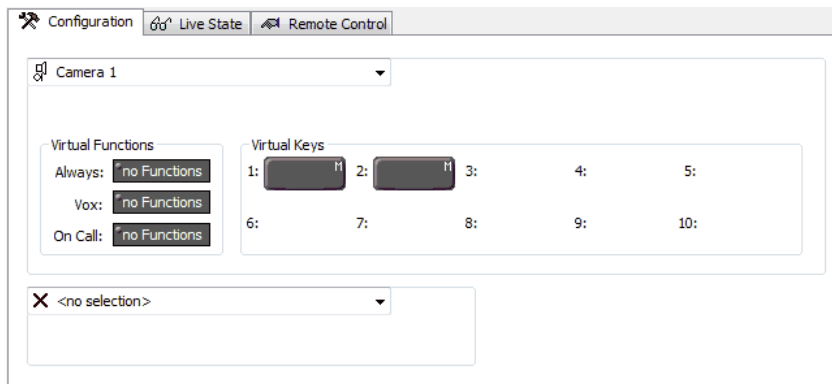 Configuration Live State Remote Control
Camera 1
Virtual Functions Virtual Keys
Always: no Functions 1: M 2: M 3: 4: 5:
Vox: no Functions
On Call: no Functions 6: 7: 8: 9: 10:
<no selection>